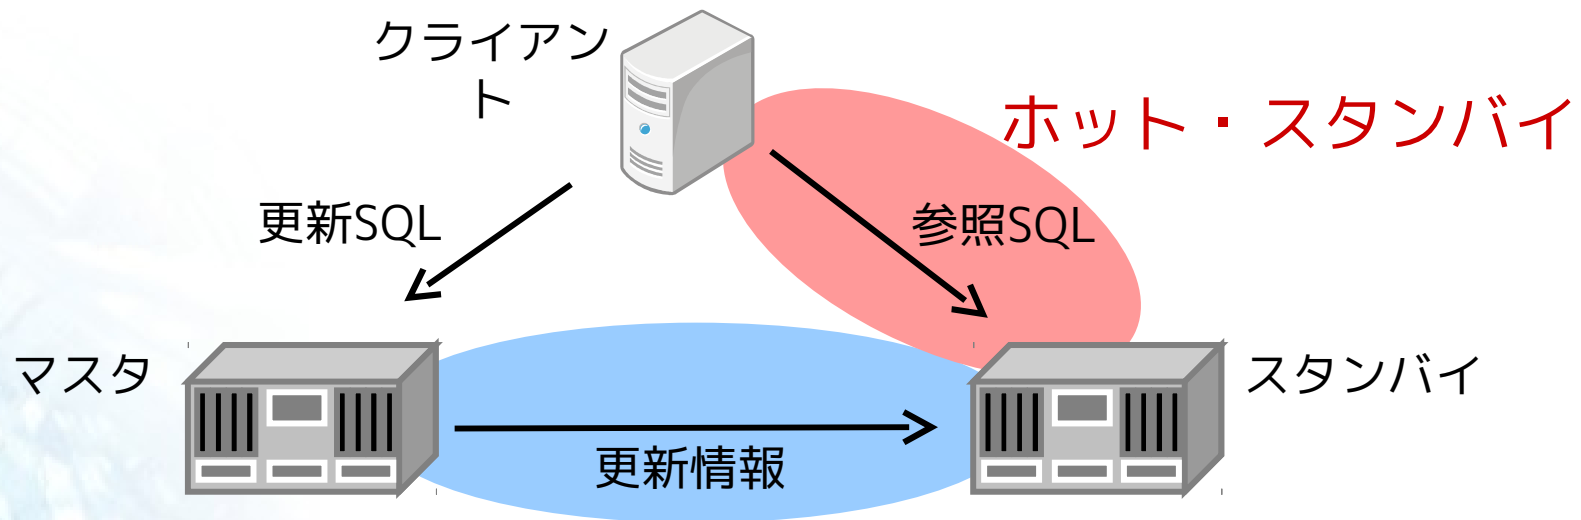 クライアン
ト
ホット・スタンバイ
更新SQL
参照SQL
マスタ
スタンバイ
更新情報